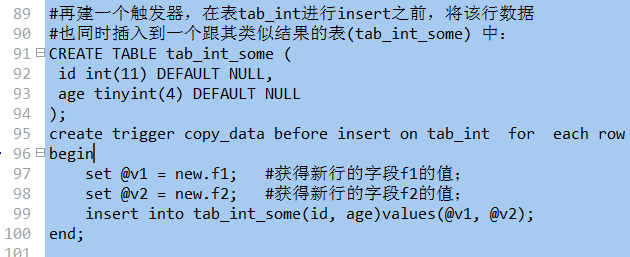 89 #再建一个触发器，在表tab_int进行insert之前，将该行数据
90 #也同时插入到一个跟其类似结果的表(tab_int_some) 中：
91 CREATE TABLE tab_int_some (
92 id int(11) DEFAULT NULL,
93 age tinyint(4) DEFAULT NULL
94 );
95 create trigger copy_data before insert on tab_int  for  each row
96 begin
97 set @v1 = new.f1;   #获得新行的字段f1的值；
98 set @v2 = new.f2;   #获得新行的字段f2的值；
99 insert into tab_int_some(id, age)values(@v1, @v2);
100 end;
101